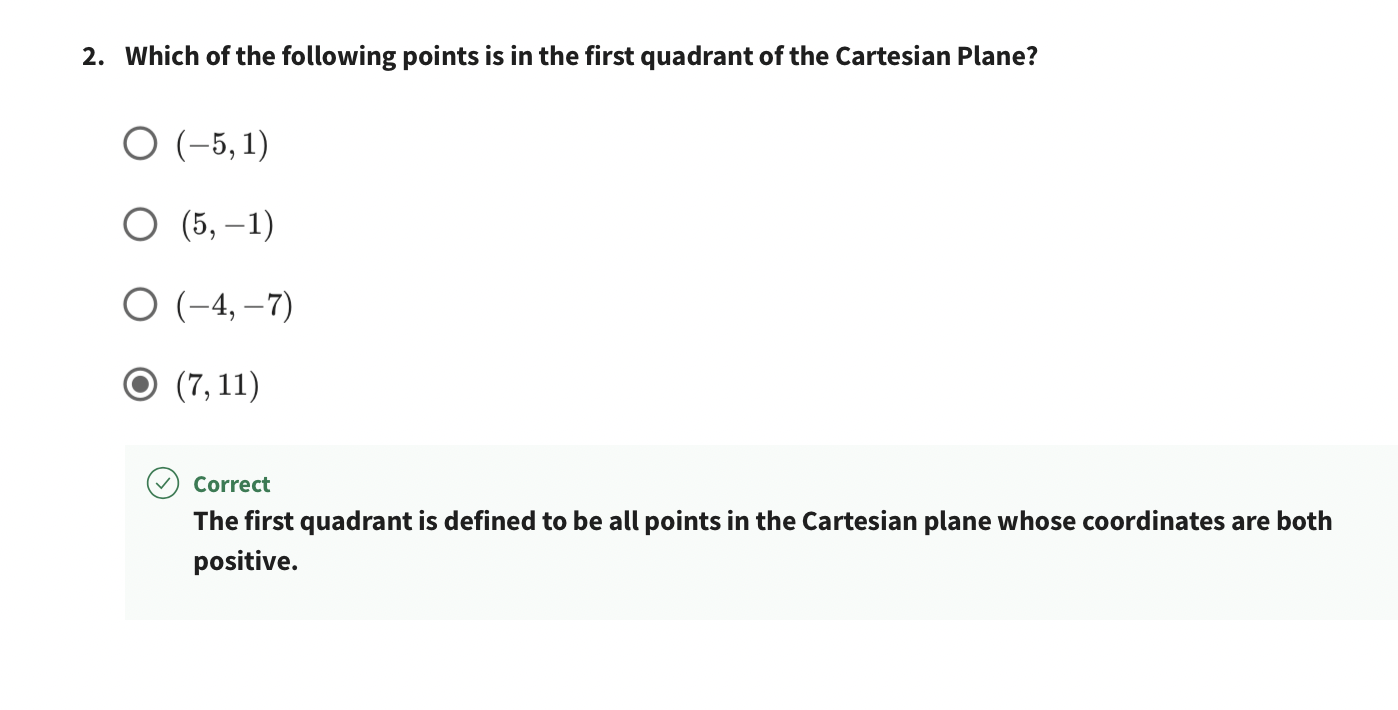 2. Which of the following points is in the first quadrant of the Cartesian Plane?
(−5, 1)
(5, −1)
(−4, −7)
(7, 11)
Correct
The first quadrant is defined to be all points in the Cartesian plane whose coordinates are both
positive.